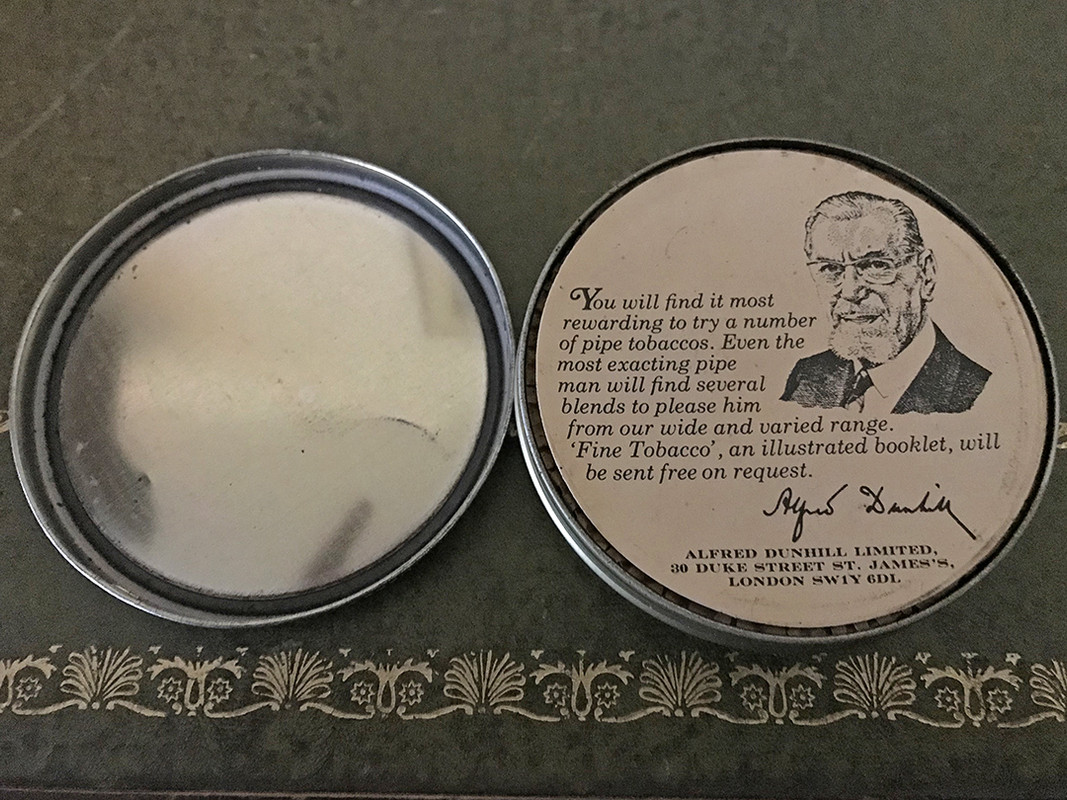 You will find it most
rewarding to try a number
of pipe tobaccos. Even the
most exacting pipe
man will find several
blends to please him
from our wide and varied range.
'Fine Tobacco', an illustrated booklet, will
be sent free on request.
Alfred Dunhill
ALFRED DUNHILL LIMITED,
30 DUKE STREET ST. JAMES'S,
LONDON SW1Y 6DL